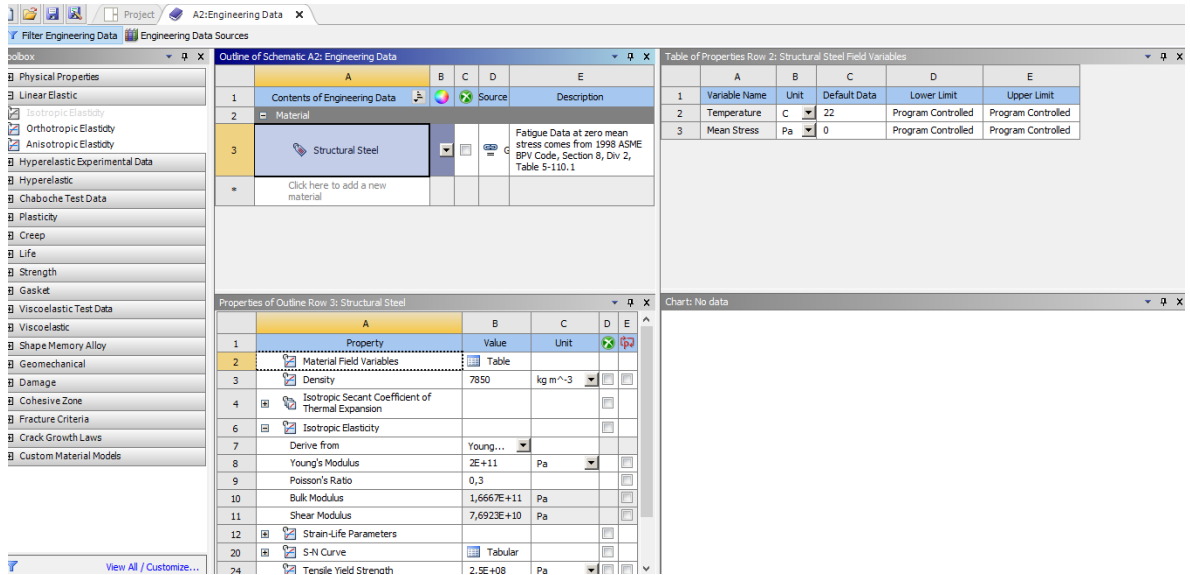 Project
A2:Engineering Data
Filter Engineering Data
Engineering Data Sources
oolbox
Physical Properties
Linear Elastic
Isotropic Elasticity
Orthotropic Elasticity
Anisotropic Elasticity
Hyperelastic Experimental Data
Hyperelastic
Chaboche Test Data
Plasticity
Creep
Life
Strength
Gasket
Viscoelastic Test Data
Viscoelastic
Shape Memory Alloy
Geomechanical
Damage
Cohesive Zone
Fracture Criteria
Crack Growth Laws
Custom Material Models
View All / Customize...
Outline of Schematic A2: Engineering Data
A B C D E
1 Contents of Engineering Data Source Description
2 Material
3 Structural Steel G
Fatigue Data at zero mean
stress comes from 1998 ASME
BPV Code, Section 8, Div 2,
Table 5-110.1
* Click here to add a new
material
Properties of Outline Row 3: Structural Steel
A B C D E
1 Property Value Unit
2 Material Field Variables Table
3 Density 7850 kg m^-3
4 Isotropic Secant Coefficient of
Thermal Expansion
6 Isotropic Elasticity
7 Derive from Young...
8 Young's Modulus 2E+11 Pa
9 Poisson's Ratio 0,3
10 Bulk Modulus 1,6667E+11 Pa
11 Shear Modulus 7,6923E+10 Pa
12 Strain-Life Parameters
20 S-N Curve Tabular
24 Tensile Yield Strength 2,5E+08 Pa
Table of Properties Row 2: Structural Steel Field Variables
A B C D E
1 Variable Name Unit Default Data Lower Limit Upper Limit
2 Temperature C 22 Program Controlled Program Controlled
3 Mean Stress Pa 0 Program Controlled Program Controlled
Chart: No data